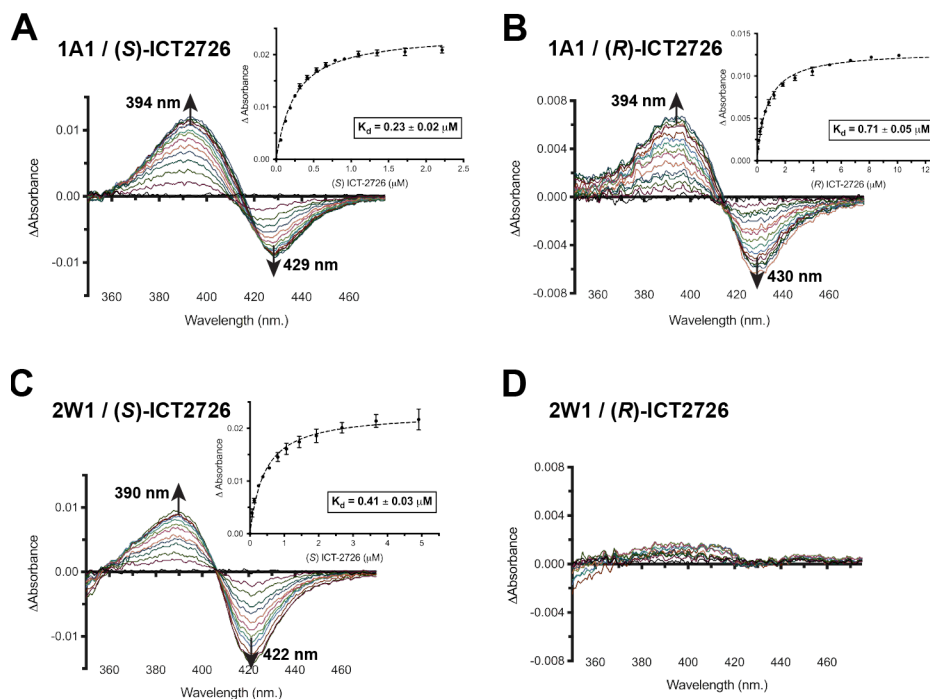 A
1A1 / (S)-ICT2726
394 nm
429 nm
ΔAbsorbance
0.01
0.00
-0.01
360 380 400 420 440 460
Wavelength (nm.)
Δ Absorbance
0.02
0.01
0.00
0.0 0.5 1.0 1.5 2.0 2.5
(S) ICT-2726 (μM)
Kd = 0.23 ± 0.02 μM
B
1A1 / (R)-ICT2726
394 nm
430 nm
ΔAbsorbance
0.008
0.004
0.000
-0.004
-0.008
360 380 400 420 440 460
Wavelength (nm.)
Δ Absorbance
0.015
0.010
0.005
0.000
0 2 4 6 8 10 12
(R) ICT-2726 (μM)
Kd = 0.71 ± 0.05 μM
C
2W1 / (S)-ICT2726
390 nm
422 nm
ΔAbsorbance
0.01
0.00
-0.01
360 380 400 420 440 460
Wavelength (nm.)
Δ Absorbance
0.02
0.01
0.00
0 1 2 3 4 5
(S) ICT-2726 (μM)
Kd = 0.41 ± 0.03 μM
D
2W1 / (R)-ICT2726
ΔAbsorbance
0.008
0.004
0.000
-0.004
-0.008
360 380 400 420 440 460
Wavelength (nm.)